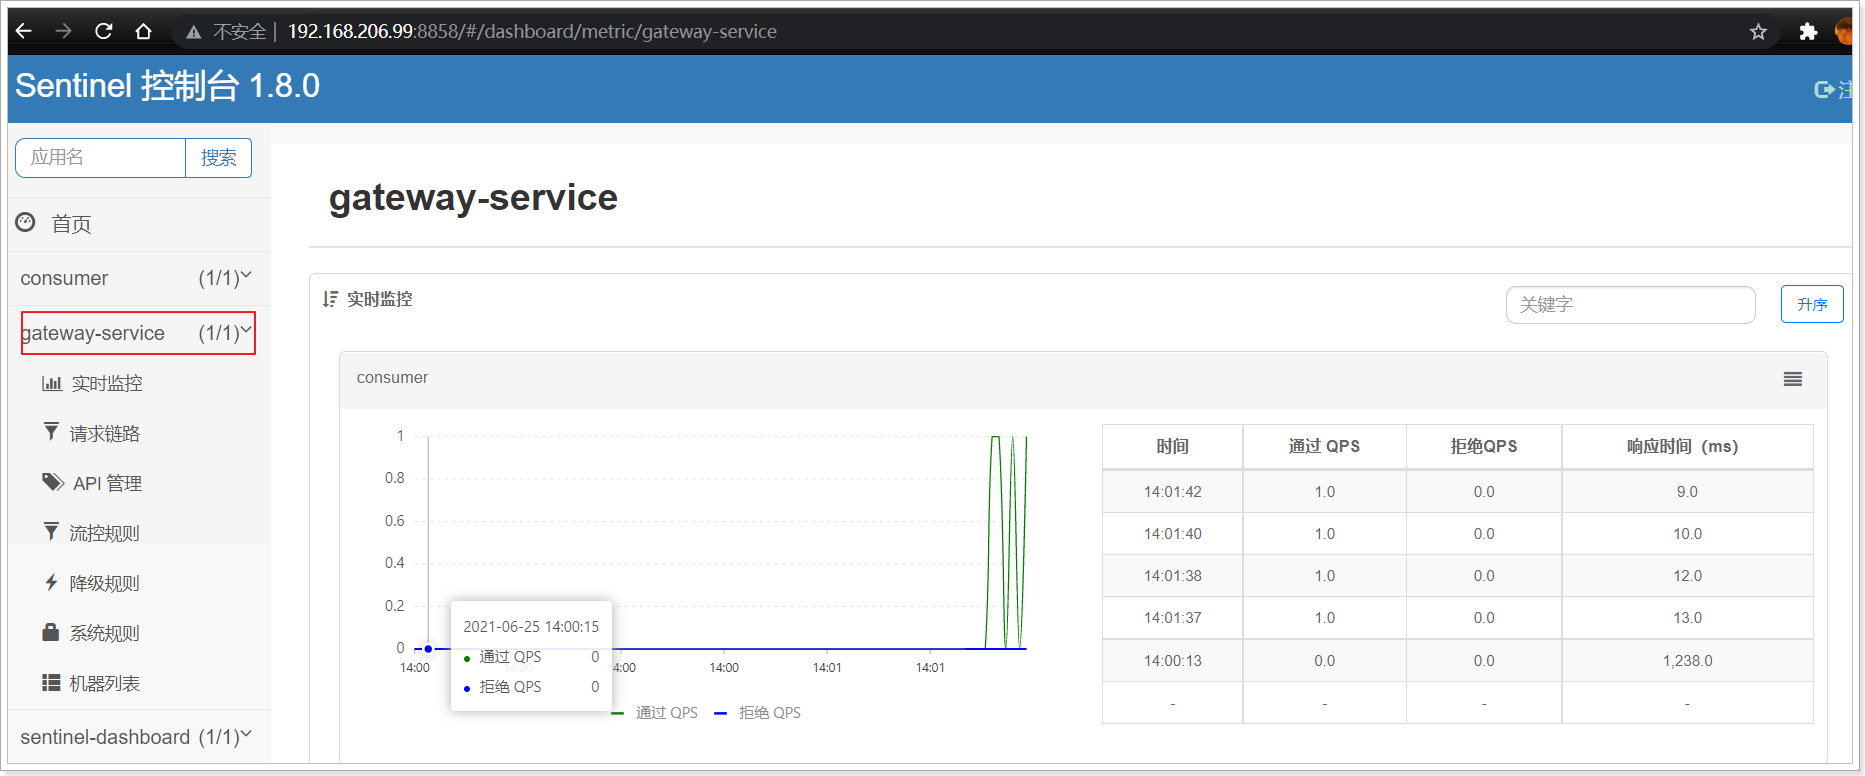 不安全 | 192.168.206.99:8858/#/dashboard/metric/gateway-service
Sentinel 控制台 1.8.0
应用名 搜索
首页
consumer (1/1)
gateway-service (1/1)
实时监控
请求链路
API 管理
流控规则
降级规则
系统规则
机器列表
sentinel-dashboard (1/1)
gateway-service
实时监控
关键字 升序
consumer
1
0.8
0.6
0.4
0.2
0
14:00 14:00 14:00 14:01 14:01
2021-06-25 14:00:15
通过 QPS 0
拒绝 QPS 0
通过 QPS 拒绝 QPS
时间 通过 QPS 拒绝QPS 响应时间（ms）
14:01:42 1.0 0.0 9.0
14:01:40 1.0 0.0 10.0
14:01:38 1.0 0.0 12.0
14:01:37 1.0 0.0 13.0
14:00:13 0.0 0.0 1,238.0
- - - -